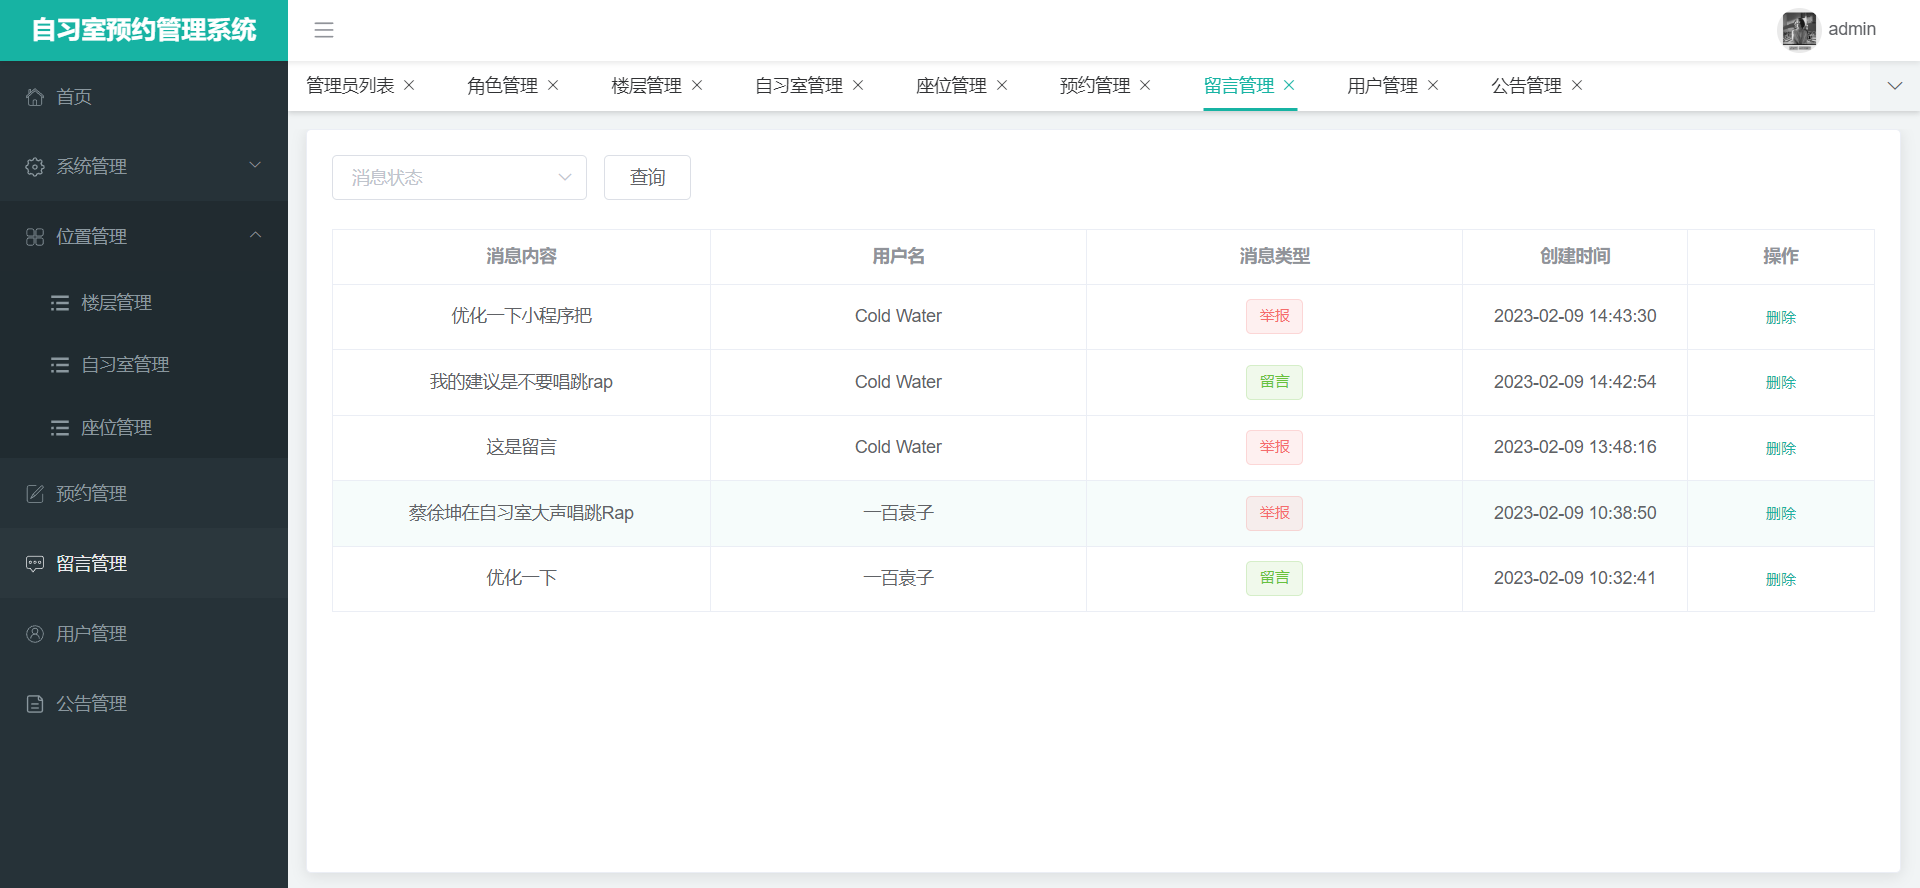 自习室预约管理系统
admin
首页
系统管理
位置管理
楼层管理
自习室管理
座位管理
预约管理
留言管理
用户管理
公告管理
管理员列表 角色管理 楼层管理 自习室管理 座位管理 预约管理 留言管理 用户管理 公告管理
消息状态 查询
消息内容 用户名 消息类型 创建时间 操作
优化一下小程序把 Cold Water 举报 2023-02-09 14:43:30 删除
我的建议是不要唱跳rap Cold Water 留言 2023-02-09 14:42:54 删除
这是留言 Cold Water 举报 2023-02-09 13:48:16 删除
蔡徐坤在自习室大声唱跳Rap 一百袁子 举报 2023-02-09 10:38:50 删除
优化一下 一百袁子 留言 2023-02-09 10:32:41 删除